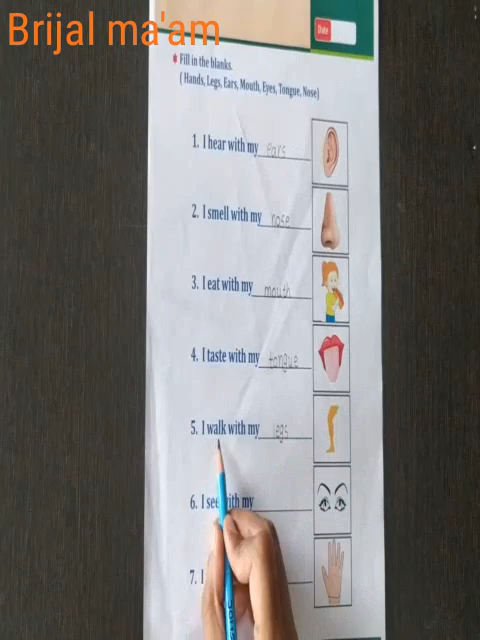 Brijal ma'am
Date
* Fill in the blanks.
( Hands, Legs, Ears, Mouth, Eyes, Tongue, Nose)
1. I hear with my ears
2. I smell with my nose
3. I eat with my mouth
4. I taste with my tongue
5. I walk with my legs
6. I see with my
7. I